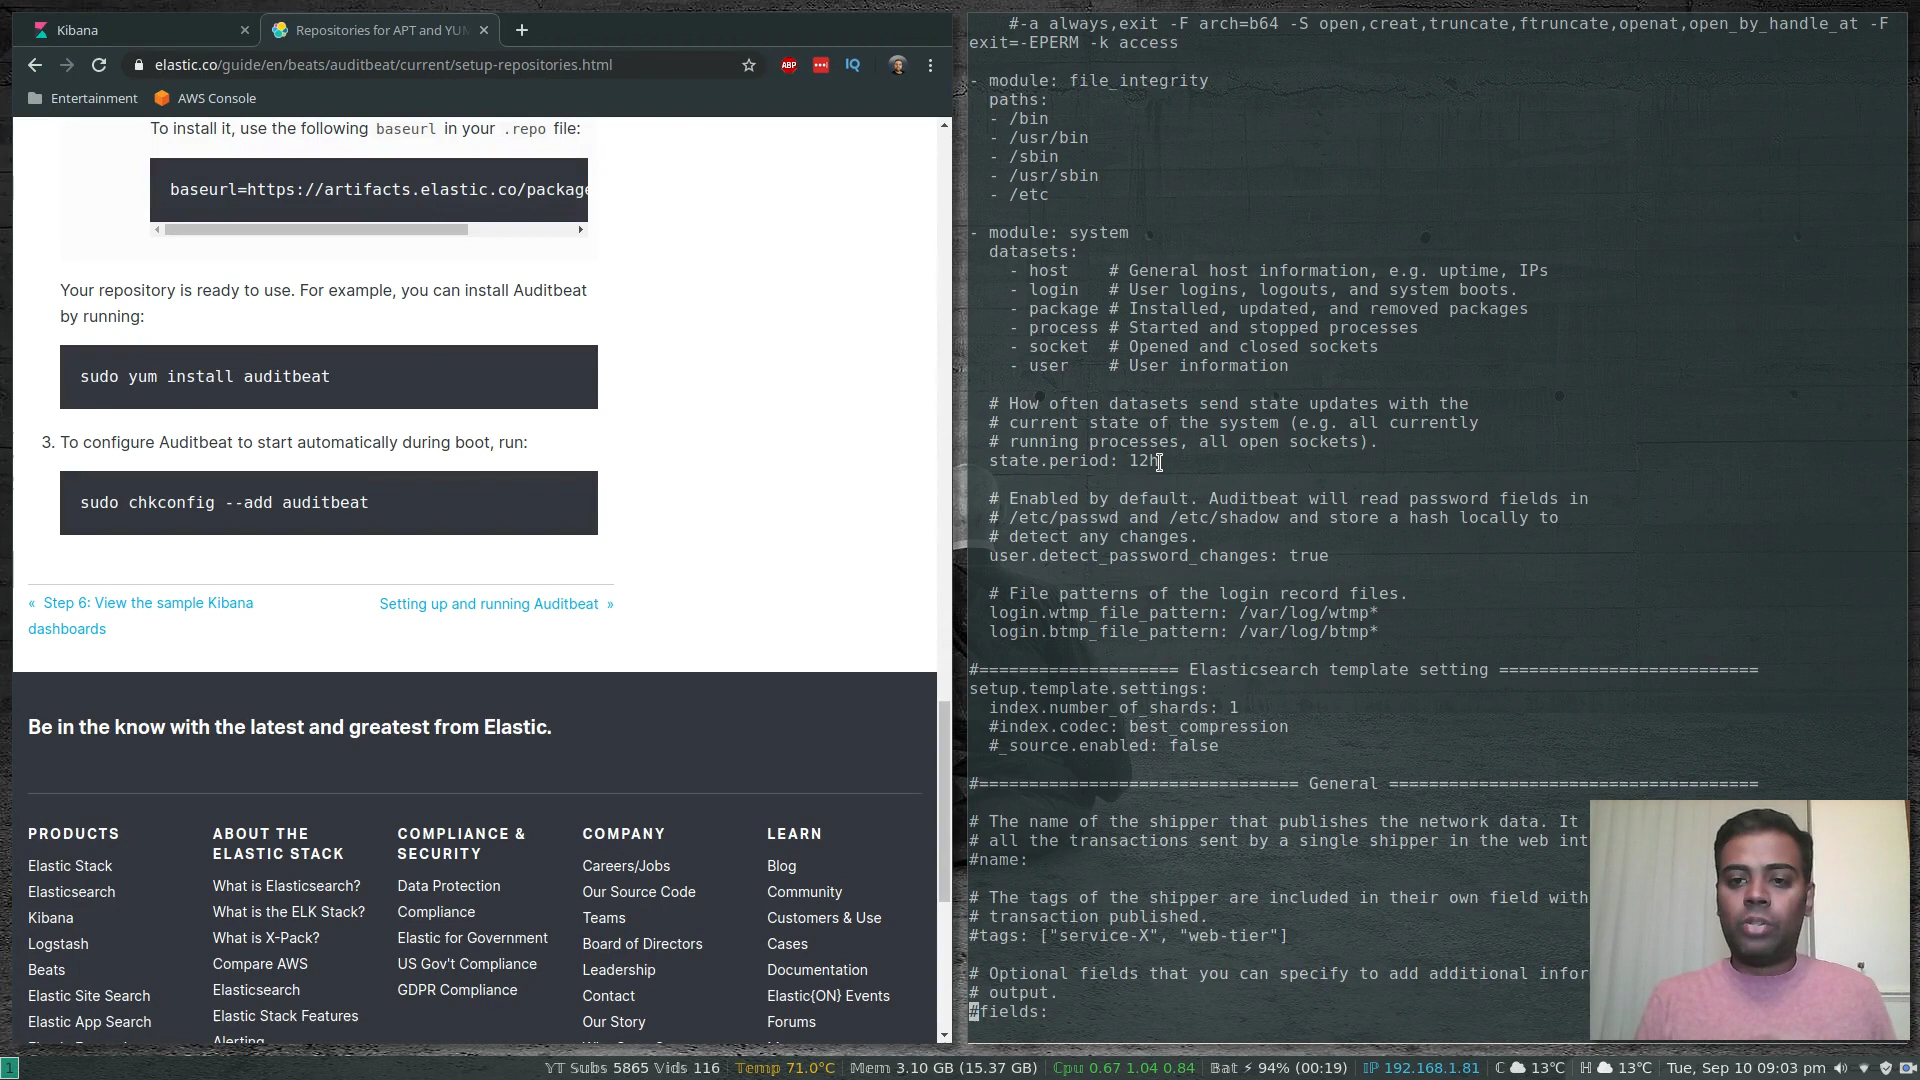 Kibana
Repositories for APT and YUM
elastic.co/guide/en/beats/auditbeat/current/setup-repositories.html
ABP
IQ
Entertainment
AWS Console
To install it, use the following baseurl in your .repo file:
baseurl=https://artifacts.elastic.co/package
Your repository is ready to use. For example, you can install Auditbeat
by running:
sudo yum install auditbeat
3. To configure Auditbeat to start automatically during boot, run:
sudo chkconfig --add auditbeat
« Step 6: View the sample Kibana
dashboards
Setting up and running Auditbeat »
Be in the know with the latest and greatest from Elastic.
PRODUCTS
Elastic Stack
Elasticsearch
Kibana
Logstash
Beats
Elastic Site Search
Elastic App Search
ABOUT THE
ELASTIC STACK
What is Elasticsearch?
What is the ELK Stack?
What is X-Pack?
Compare AWS
Elasticsearch
Elastic Stack Features
Alerting
COMPLIANCE &
SECURITY
Data Protection
Compliance
Elastic for Government
US Gov't Compliance
GDPR Compliance
COMPANY
Careers/Jobs
Our Source Code
Teams
Board of Directors
Leadership
Contact
Our Story
LEARN
Blog
Community
Customers & Use
Cases
Documentation
Elastic{ON} Events
Forums
#-a always,exit -F arch=b64 -S open,creat,truncate,ftruncate,openat,open_by_handle_at -F
exit=-EPERM -k access
- module: file_integrity
paths:
- /bin
- /usr/bin
- /sbin
- /usr/sbin
- /etc
- module: system
datasets:
- host # General host information, e.g. uptime, IPs
- login # User logins, logouts, and system boots.
- package # Installed, updated, and removed packages
- process # Started and stopped processes
- socket # Opened and closed sockets
- user # User information
# How often datasets send state updates with the
# current state of the system (e.g. all currently
# running processes, all open sockets).
state.period: 12h
# Enabled by default. Auditbeat will read password fields in
# /etc/passwd and /etc/shadow and store a hash locally to
# detect any changes.
user.detect_password_changes: true
# File patterns of the login record files.
login.wtmp_file_pattern: /var/log/wtmp*
login.btmp_file_pattern: /var/log/btmp*
#==================== Elasticsearch template setting ==========================
setup.template.settings:
index.number_of_shards: 1
#index.codec: best_compression
#_source.enabled: false
#================================ General =====================================
# The name of the shipper that publishes the network data. It
# all the transactions sent by a single shipper in the web int
#name:
# The tags of the shipper are included in their own field with
# transaction published.
#tags: ["service-X", "web-tier"]
# Optional fields that you can specify to add additional infor
# output.
#fields:
1
YT Subs 5865 Vids 116
Temp 71.0°C
Mem 3.10 GB (15.37 GB)
Cpu 0.67 1.04 0.84
Bat 94% (00:19)
IP 192.168.1.81
C 13°C
H 13°C
Tue, Sep 10 09:03 pm